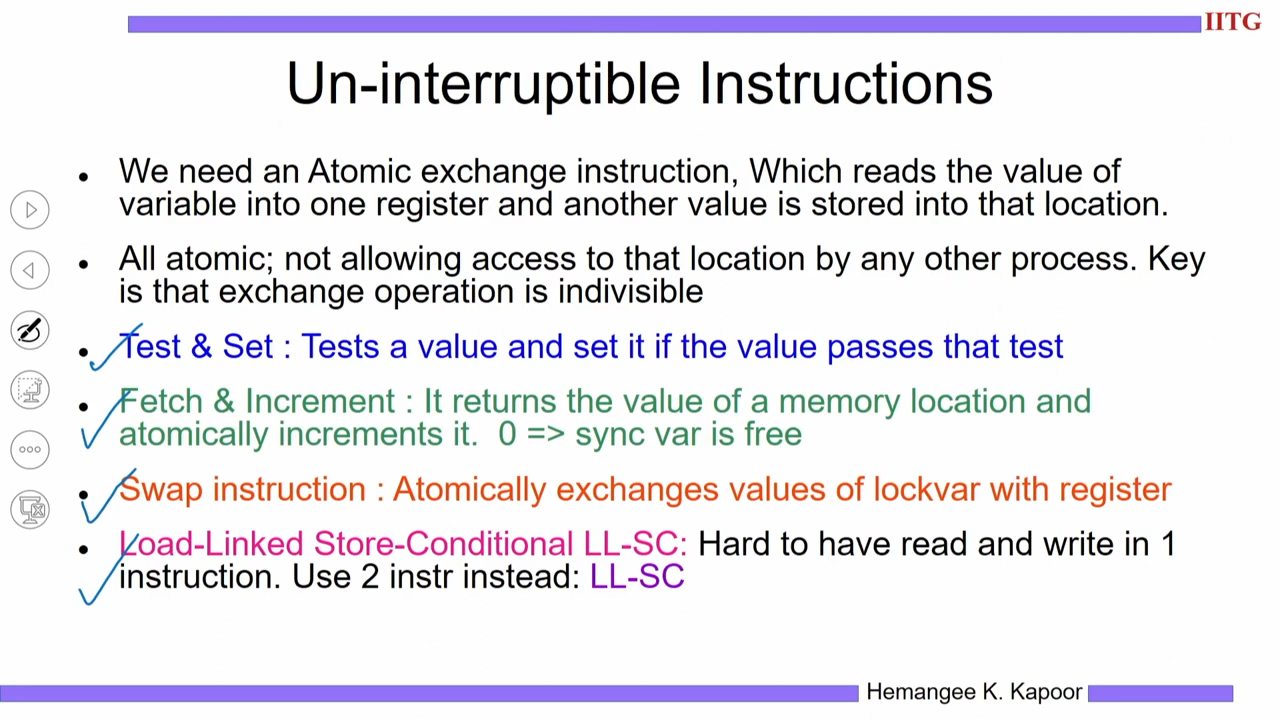 IITG
Un-interruptible Instructions
• We need an Atomic exchange instruction, Which reads the value of
variable into one register and another value is stored into that location.
• All atomic; not allowing access to that location by any other process. Key
is that exchange operation is indivisible
• Test & Set : Tests a value and set it if the value passes that test
• Fetch & Increment : It returns the value of a memory location and
atomically increments it. 0 => sync var is free
• Swap instruction : Atomically exchanges values of lockvar with register
• Load-Linked Store-Conditional LL-SC: Hard to have read and write in 1
instruction. Use 2 instr instead: LL-SC
Hemangee K. Kapoor